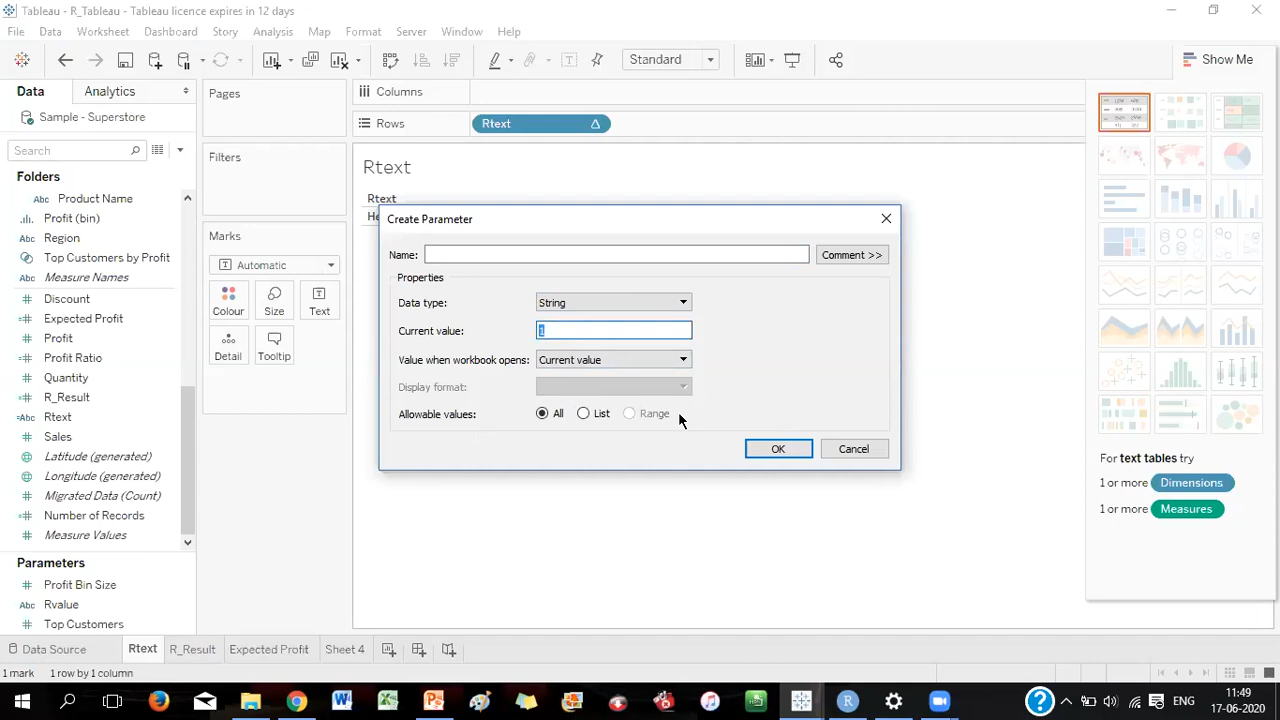 Tableau - R_Tableau - Tableau licence expires in 12 days
File Data Worksheet Dashboard Story Analysis Map Format Server Window Help
Standard
Show Me
Data Analytics
Sample - Superstore
Search
Folders
Product Name
Profit (bin)
Region
Top Customers by Profit
Measure Names
Discount
Expected Profit
Profit
Profit Ratio
Quantity
R_Result
Rtext
Sales
Latitude (generated)
Longitude (generated)
Migrated Data (Count)
Number of Records
Measure Values
Parameters
Profit Bin Size
Rvalue
Top Customers
Pages
Filters
Marks
Automatic
Colour Size Text
Detail Tooltip
Columns
Rows Rtext
Rtext
Rtext
He
Create Parameter
Name: Comment >>
Properties
Data type: String
Current value: 1
Value when workbook opens: Current value
Display format:
Allowable values: All List Range
OK Cancel
For text tables try
1 or more Dimensions
1 or more Measures
Data Source Rtext R_Result Expected Profit Sheet 4
1 mark 1 row by 1 column
ENG
11:49
17-06-2020